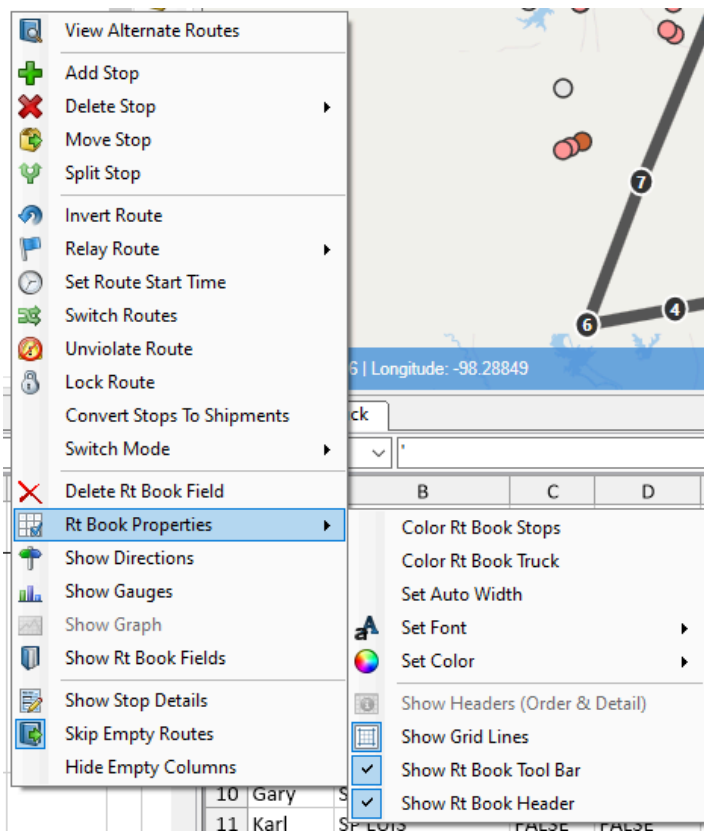 View Alternate Routes
Add Stop
Delete Stop
Move Stop
Split Stop
Invert Route
Relay Route
Set Route Start Time
Switch Routes
Unviolate Route
Lock Route
Convert Stops To Shipments
Switch Mode
Delete Rt Book Field
Rt Book Properties
Show Directions
Show Gauges
Show Graph
Show Rt Book Fields
Show Stop Details
Skip Empty Routes
Hide Empty Columns
7
4
6
6 | Longitude: -98.28849
ck
'
B C D
Color Rt Book Stops
Color Rt Book Truck
Set Auto Width
Set Font
Set Color
Show Headers (Order & Detail)
Show Grid Lines
Show Rt Book Tool Bar
Show Rt Book Header
10 Gary S
11 Karl SP LUIS FALSE FALSE